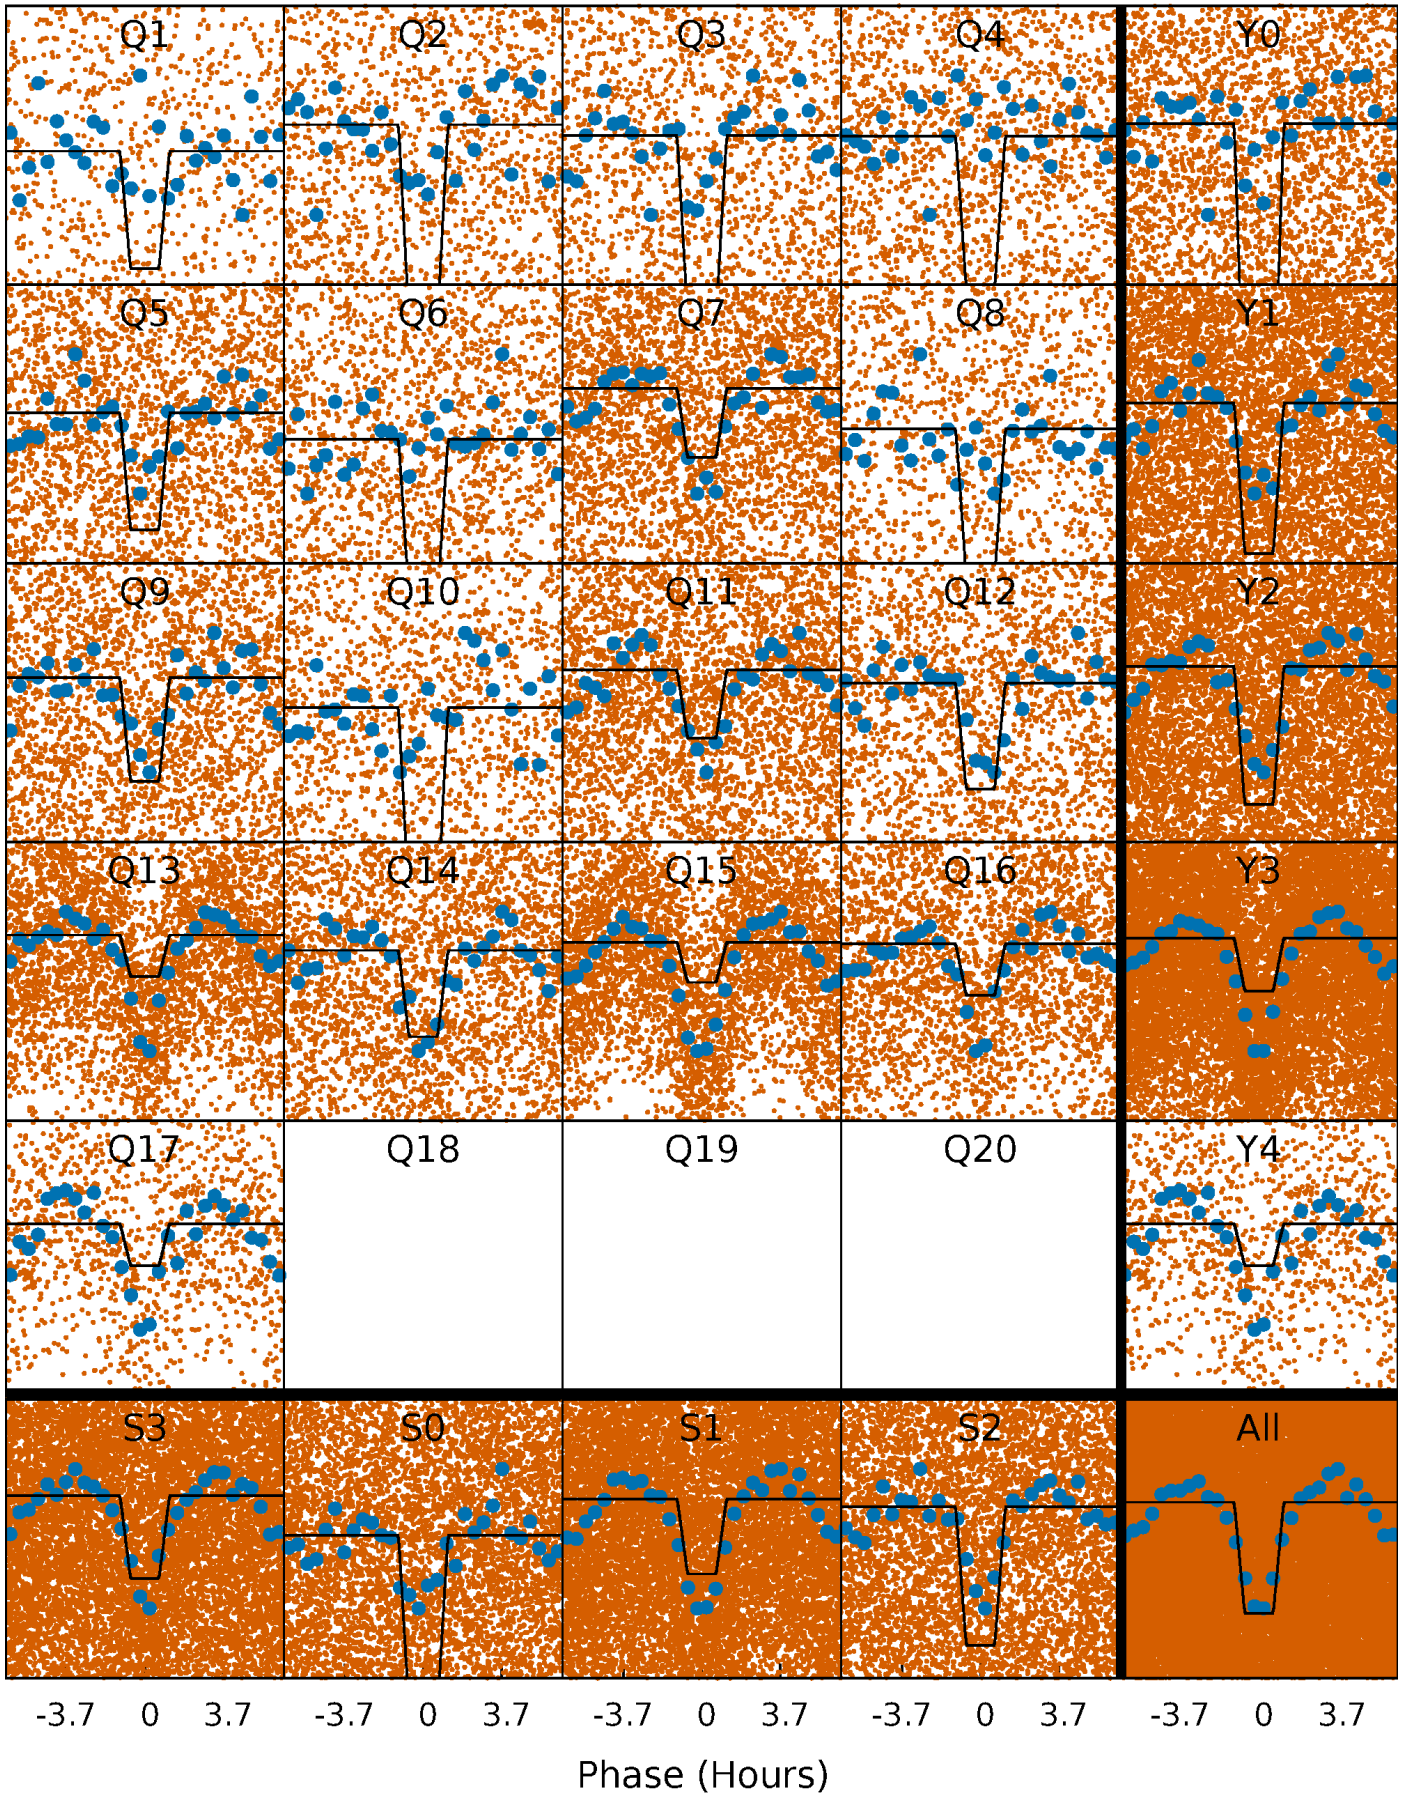 Q1 Q2 Q3 Q4 Y0
Q5 Q6 Q7 Q8 Y1
Q9 Q10 Q11 Q12 Y2
Q13 Q14 Q15 Q16 Y3
Q17 Q18 Q19 Q20 Y4
S3 S0 S1 S2 All
-3.7 0 3.7 -3.7 0 3.7 -3.7 0 3.7 -3.7 0 3.7 -3.7 0 3.7
Phase (Hours)